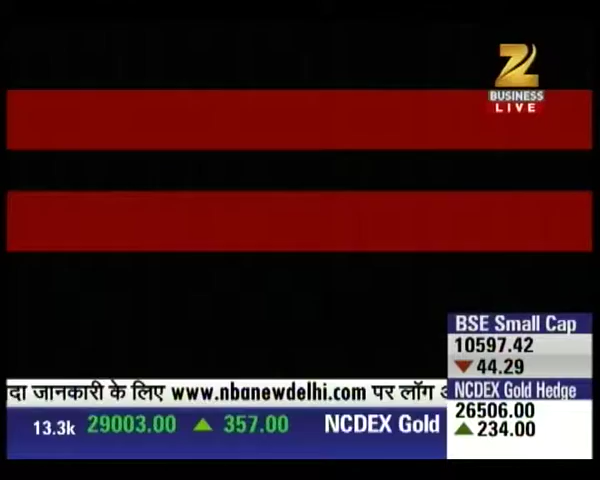 Z
BUSINESS
LIVE
BSE Small Cap
10597.42
44.29
जानकारी के लिए www.nbanewdelhi.com पर लॉग
NCDEX Gold Hedge
26506.00
234.00
13.3k 29003.00 357.00 NCDEX Gold